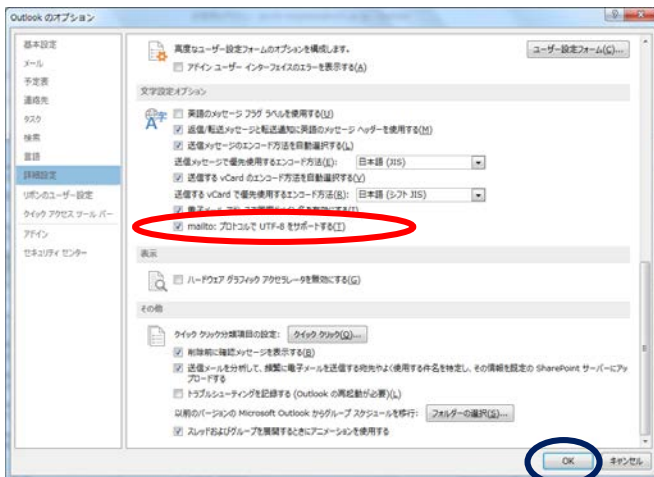 Outlook のオプション
基本設定
メール
予定表
連絡先
タスク
検索
言語
詳細設定
リボンのユーザー設定
クイック アクセス ツール バー
アドイン
セキュリティ センター
高度なユーザー設定フォームのオプションを構成します。
ユーザー設定フォーム(C)...
アドイン ユーザー インターフェイスのエラーを表示する(A)
文字設定オプション
英語のメッセージ フラグ ラベルを使用する(U)
返信/転送メッセージと転送通知に英語のメッセージ ヘッダーを使用する(M)
送信メッセージのエンコード方法を自動選択する(L)
送信メッセージで優先使用するエンコード方法(E): 日本語 (JIS)
送信する vCard のエンコード方法を自動選択する(V)
送信する vCard で優先使用するエンコード方法(R): 日本語 (シフト JIS)
mailto: プロトコルで UTF-8 をサポートする(T)
表示
ハードウェア グラフィック アクセラレータを無効にする(G)
その他
クイック クリック分類項目の設定: クイック クリック(Q)...
削除前に確認メッセージを表示する(B)
送信メールを分析して、頻繁に電子メールを送信する宛先やよく使用する件名を特定し、その情報を既定の SharePoint サーバーにアッ
プロードする
トラブルシューティングを記録する (Outlook の再起動が必要)(L)
以前のバージョンの Microsoft Outlook からグループ スケジュールを移行: フォルダーの選択(S)...
スレッドおよびグループを展開するときにアニメーションを使用する
OK
キャンセル